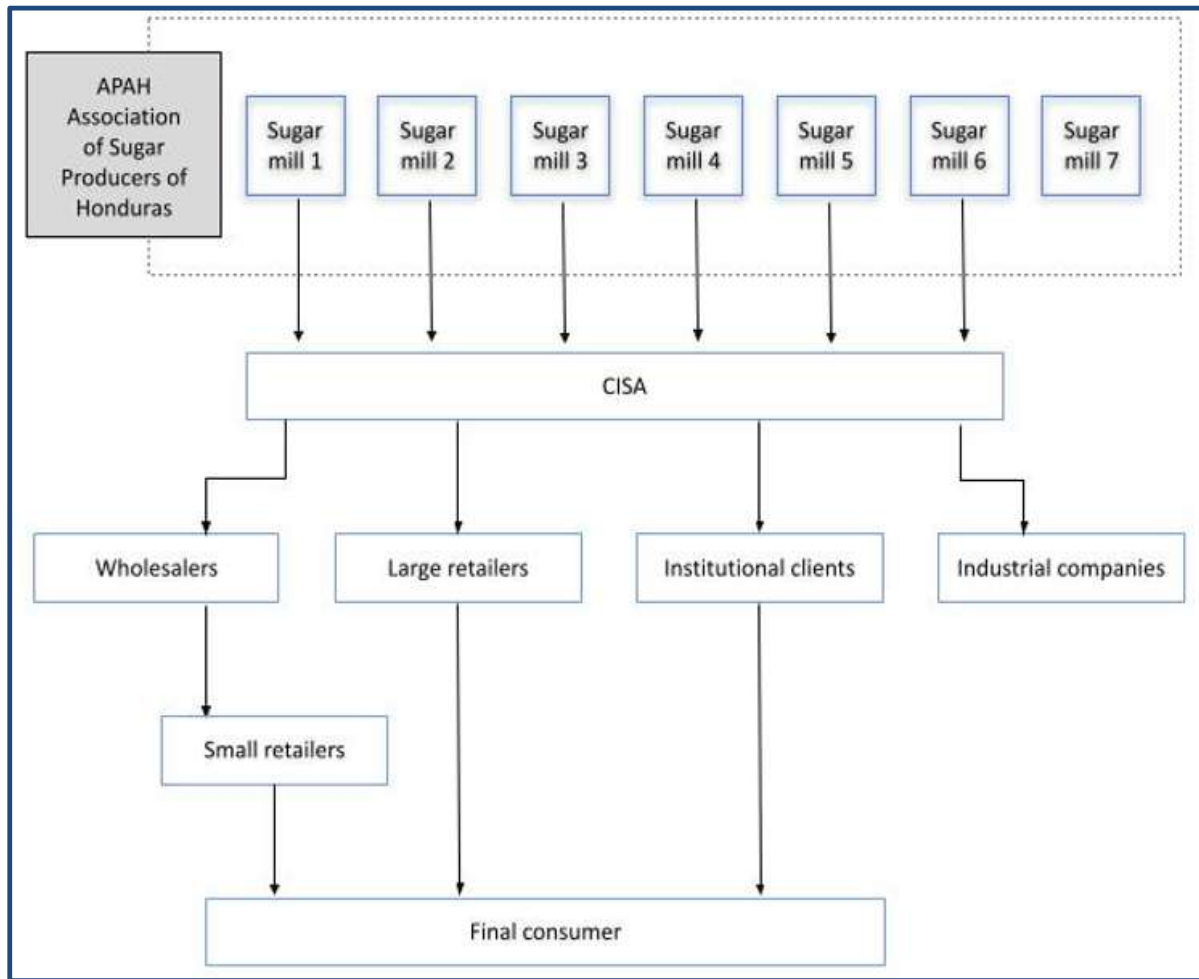 APAH
Association
of Sugar
Producers of
Honduras
Sugar
mill 1
Sugar
mill 2
Sugar
mill 3
Sugar
mill 4
Sugar
mill 5
Sugar
mill 6
Sugar
mill 7
CISA
Wholesalers
Large retailers
Institutional clients
Industrial companies
Small retailers
Final consumer